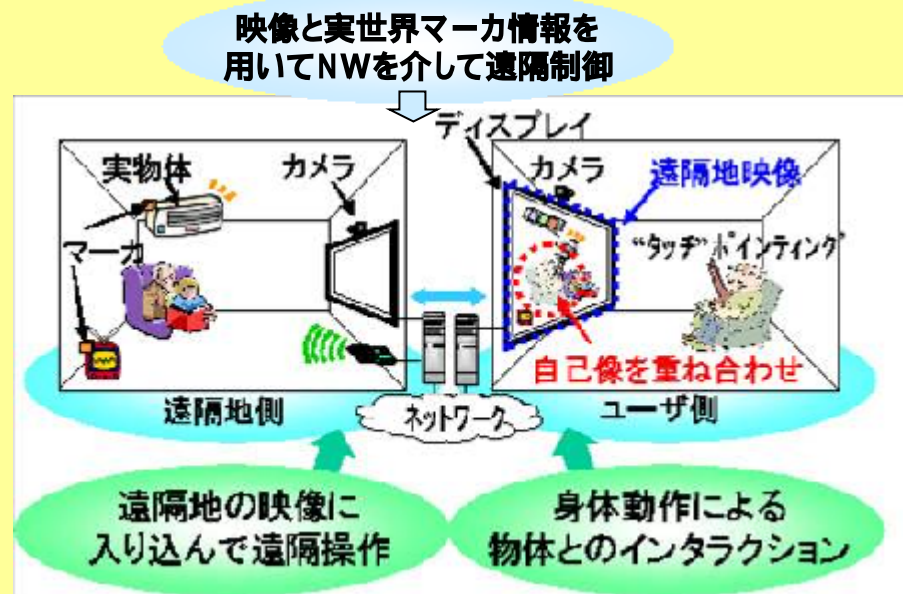 映像と実世界マーカ情報を
用いてNWを介して遠隔制御
ディスプレイ
実物体
カメラ
カメラ
遠隔地映像
マーカ
“タッチ”ポインティング
自己像を重ね合わせ
遠隔地側
ネットワーク
ユーザ側
遠隔地の映像に
入り込んで遠隔操作
身体動作による
物体とのインタラクション